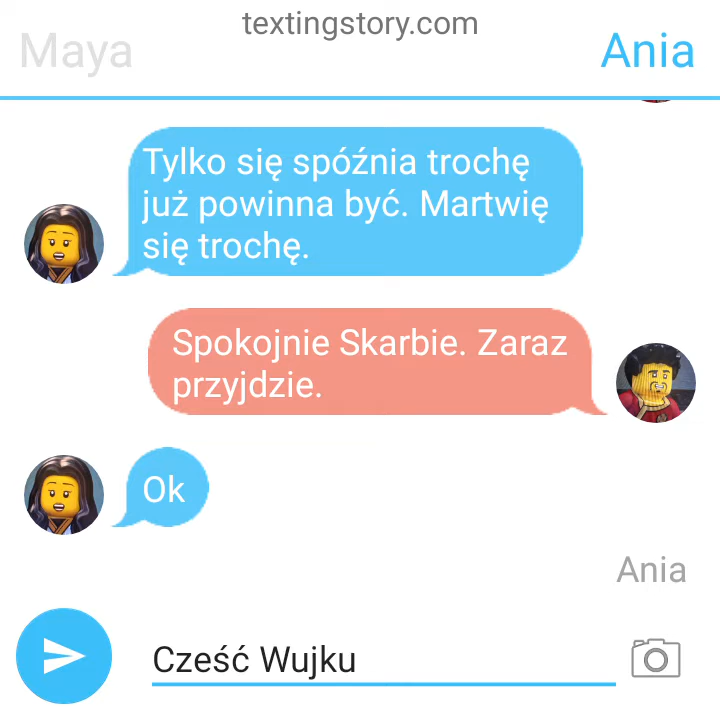 textingstory.com
Maya
Ania
Tylko się spóźnia trochę
już powinna być. Martwię
się trochę.
Spokojnie Skarbie. Zaraz
przyjdzie.
Ok
Ania
Cześć Wujku